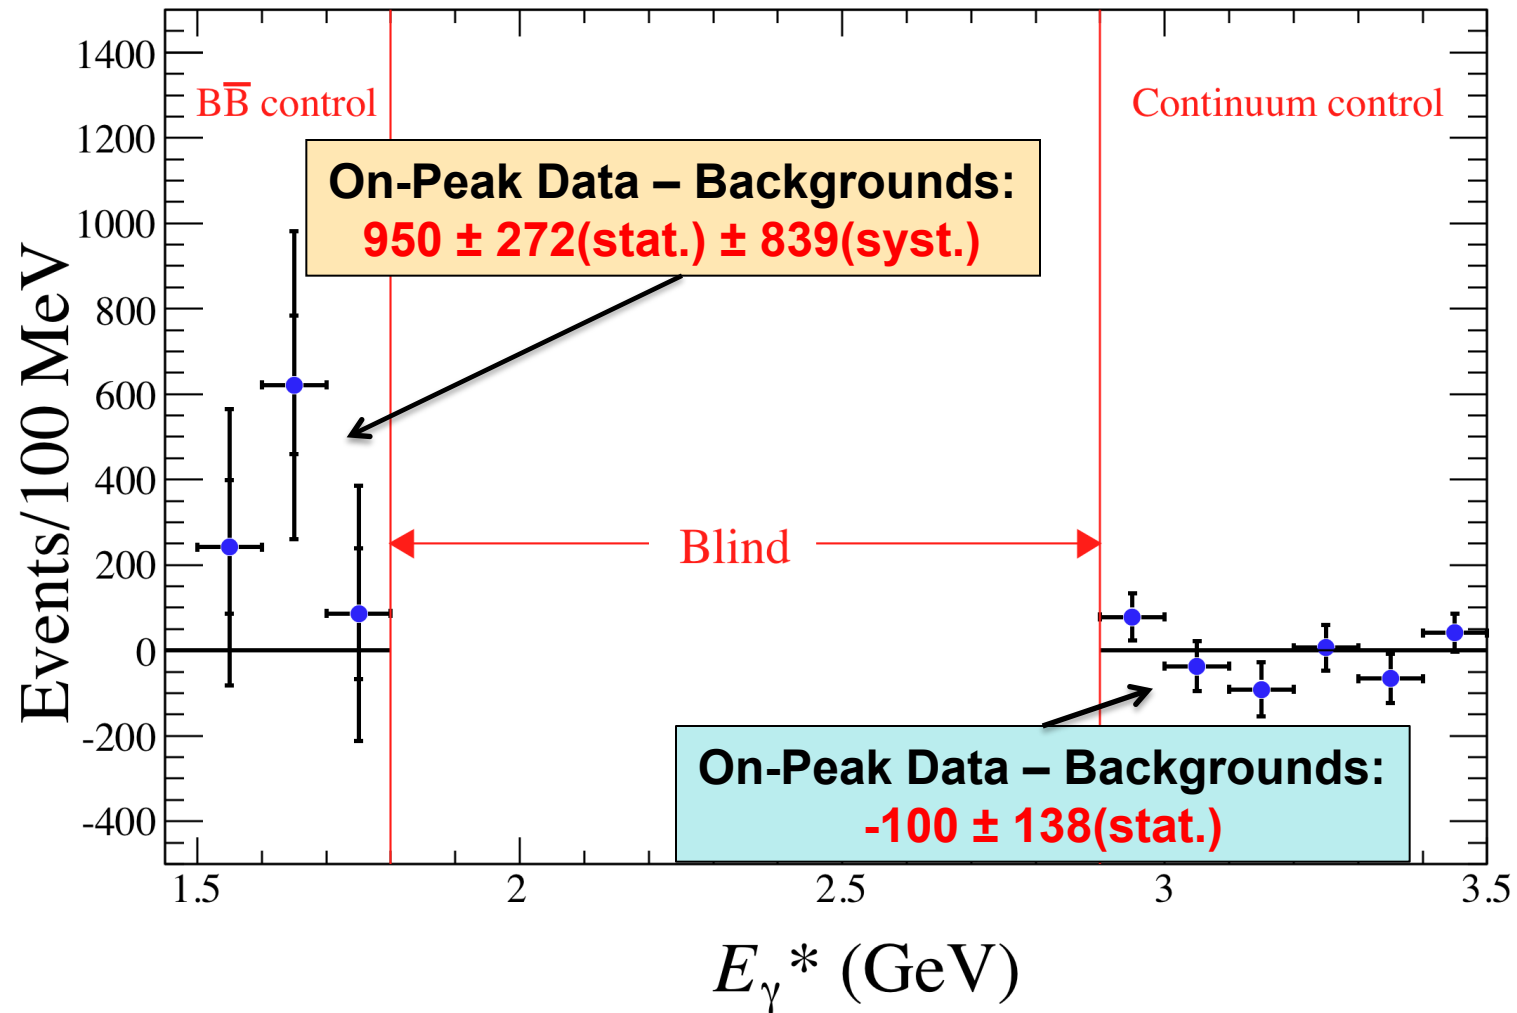 1400
1200
1000
800
600
400
200
0
-200
-400
Events/100 MeV
BB̅ control
Continuum control
On-Peak Data – Backgrounds:
950 ± 272(stat.) ± 839(syst.)
Blind
On-Peak Data – Backgrounds:
-100 ± 138(stat.)
1.5 2 2.5 3 3.5
Eγ* (GeV)